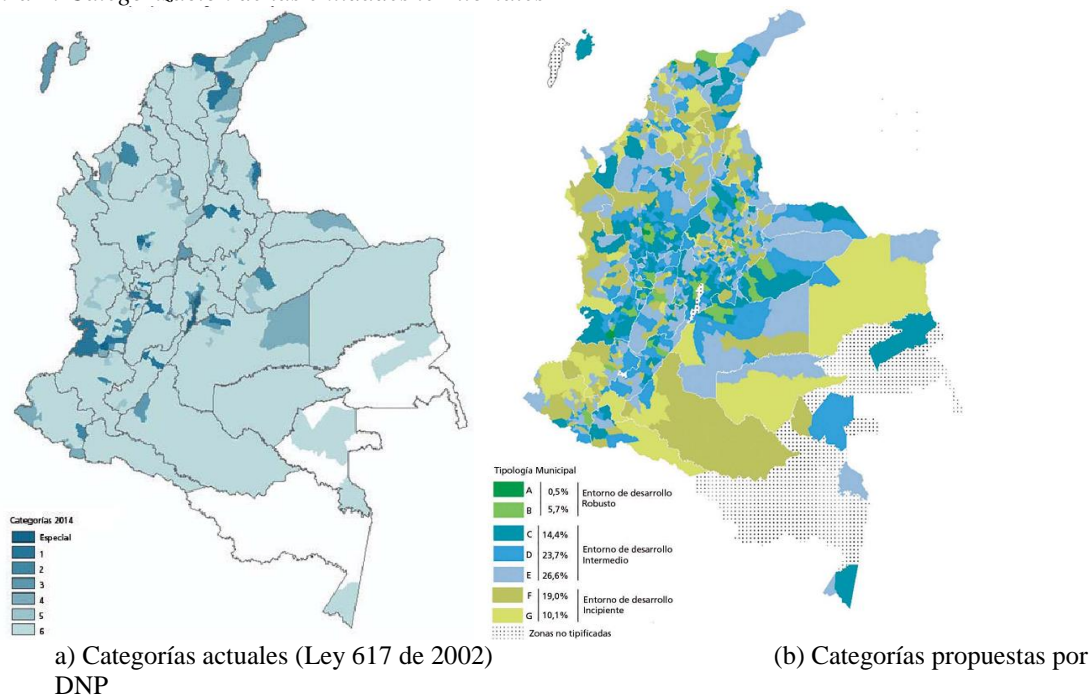 Categorías 2014
Especial
1
2
3
4
5
6
Tipología Municipal
A 0,5%
B 5,7%
Entorno de desarrollo
Robusto
C 14,4%
D 23,7%
E 26,6%
Entorno de desarrollo
Intermedio
F 19,0%
G 10,1%
Entorno de desarrollo
Incipiente
Zonas no tipificadas
a) Categorías actuales (Ley 617 de 2002)
(b) Categorías propuestas por
DNP